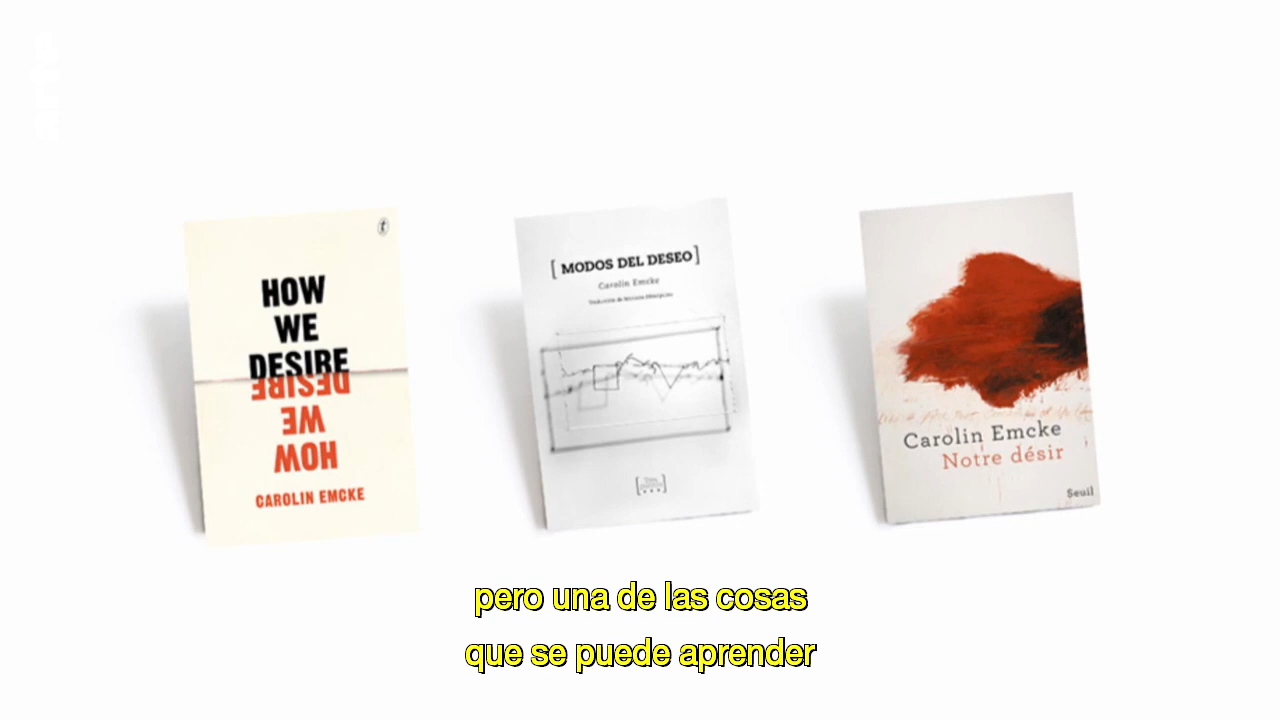 t
HOW
WE
DESIRE
DESIRE
WE
HOW
CAROLIN EMCKE
[ MODOS DEL DESEO ]
Carolin Emcke
Carolin Emcke
Notre désir
Seuil
pero una de las cosas
que se puede aprender